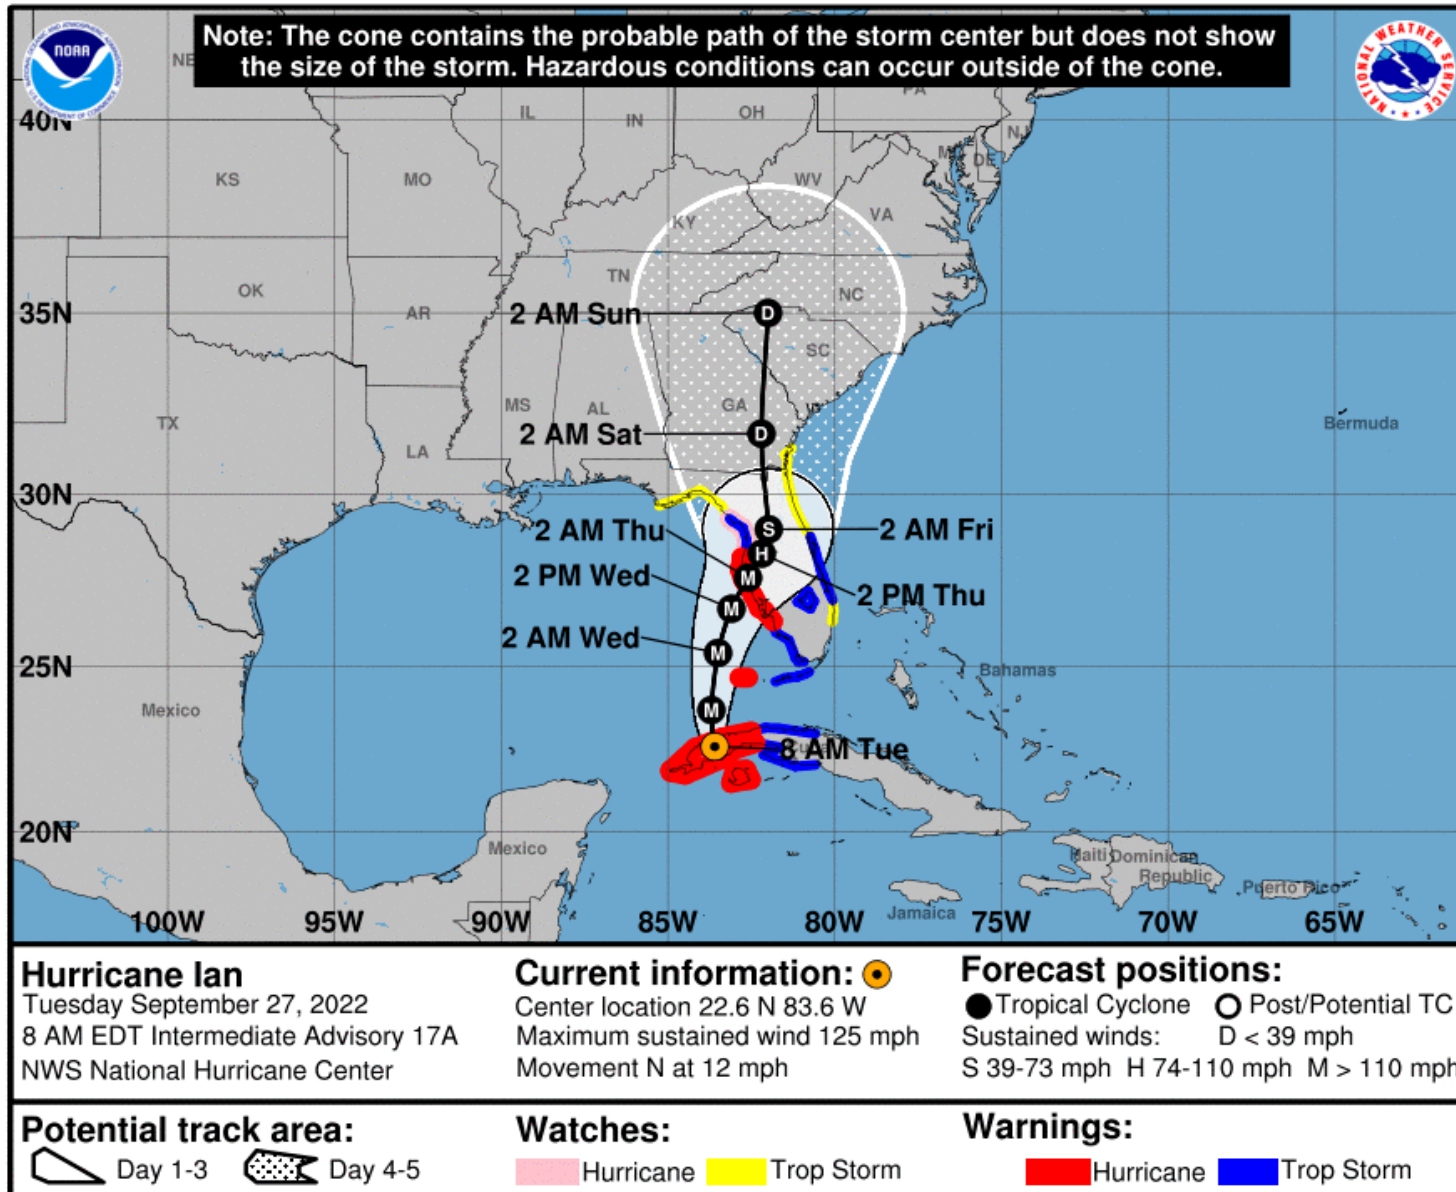 Note: The cone contains the probable path of the storm center but does not show
the size of the storm. Hazardous conditions can occur outside of the cone.
NOAA
NATIONAL WEATHER SERVICE
40N
35N
30N
25N
20N
100W 95W 90W 85W 80W 75W 70W 65W
NE
IL
IN
OH
PA
NJ
DE
KS
MO
WV
KY
VA
TN
OK
AR
NC
SC
MS
AL
GA
TX
LA
Bermuda
Mexico
Bahamas
Mexico
Haiti
Dominican
Republic
Puerto Rico
Jamaica
2 AM Sun
D
2 AM Sat
D
2 AM Fri
S
2 PM Thu
H
2 AM Thu
M
2 PM Wed
M
2 AM Wed
M
M
8 AM Tue
Hurricane Ian
Tuesday September 27, 2022
8 AM EDT Intermediate Advisory 17A
NWS National Hurricane Center
Current information:
Center location 22.6 N 83.6 W
Maximum sustained wind 125 mph
Movement N at 12 mph
Forecast positions:
Tropical Cyclone Post/Potential TC
Sustained winds: D < 39 mph
S 39-73 mph H 74-110 mph M > 110 mph
Potential track area:
Day 1-3 Day 4-5
Watches:
Hurricane Trop Storm
Warnings:
Hurricane Trop Storm